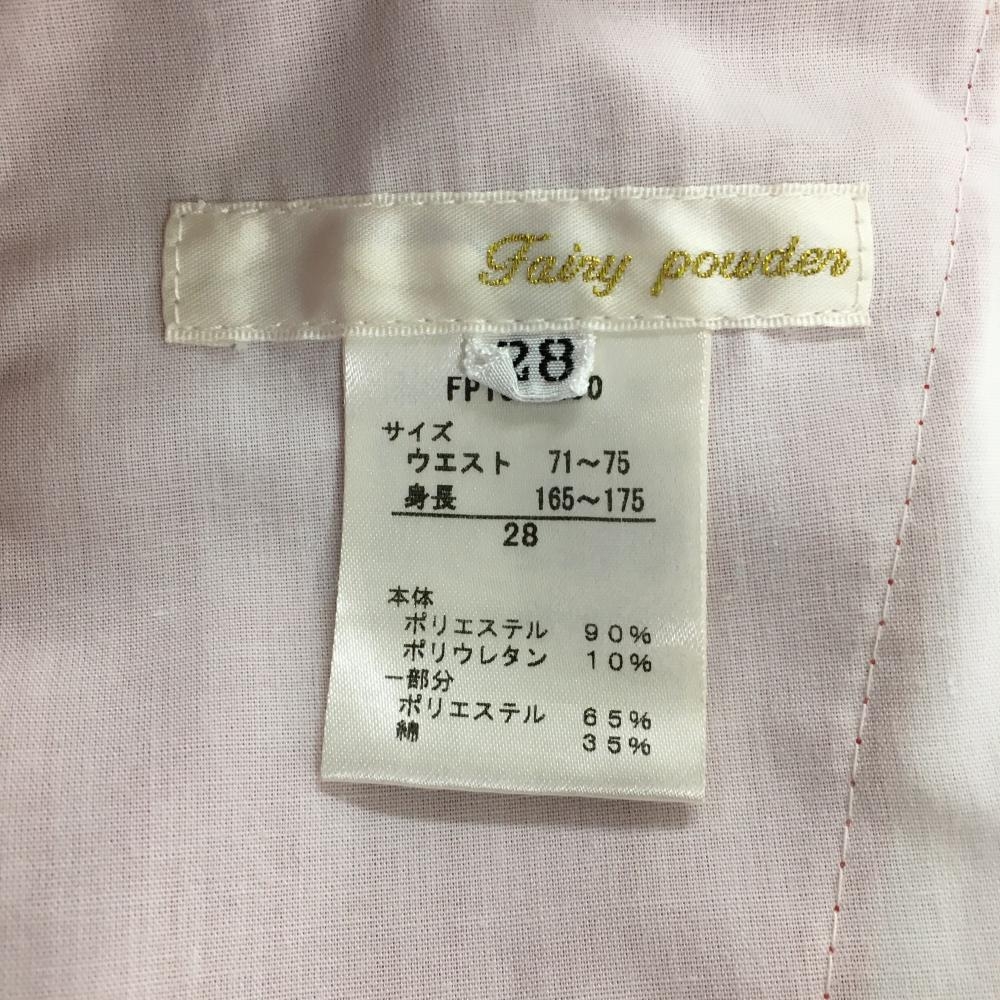 Fairy powder
28
サイズ
ウエスト 71～75
身長 165～175
28
本体
ポリエステル 90%
ポリウレタン 10%
一部分
ポリエステル 65%
綿 35%